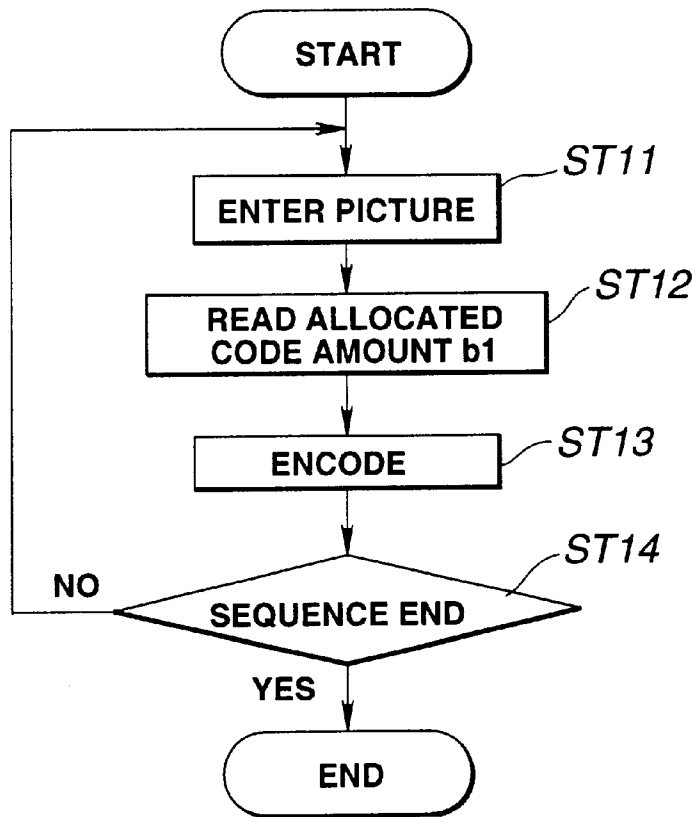 START
ST11
ENTER PICTURE
ST12
READ ALLOCATED
CODE AMOUNT b1
ST13
ENCODE
ST14
NO
SEQUENCE END
YES
END